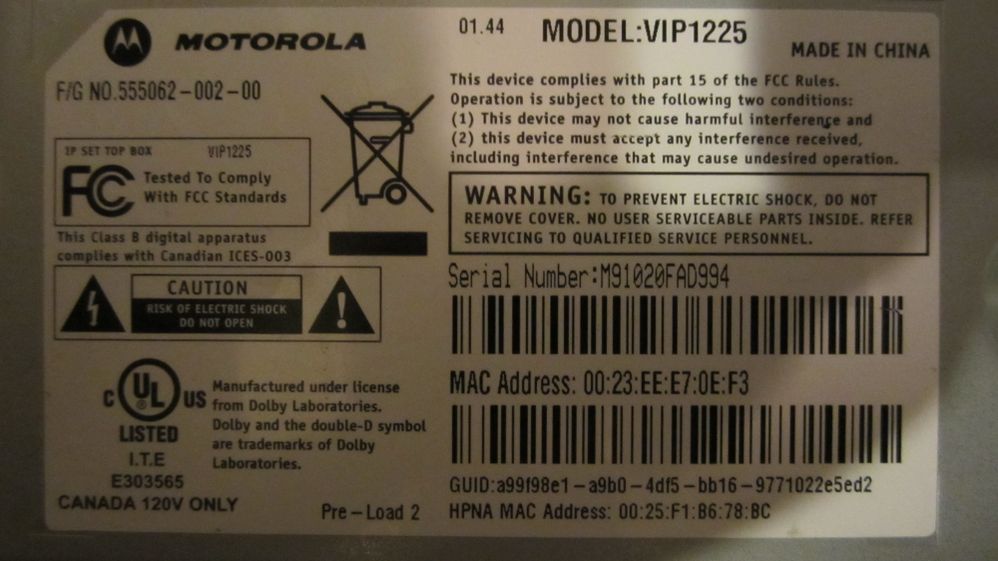 MOTOROLA
01.44
MODEL:VIP1225
MADE IN CHINA
F/G NO.555062-002-00
This device complies with part 15 of the FCC Rules.
Operation is subject to the following two conditions:
(1) This device may not cause harmful interference and
(2) this device must accept any interference received,
including interference that may cause undesired operation.
IP SET TOP BOX VIP1225
FC Tested To Comply
With FCC Standards
This Class B digital apparatus
complies with Canadian ICES-003
WARNING: TO PREVENT ELECTRIC SHOCK, DO NOT
REMOVE COVER. NO USER SERVICEABLE PARTS INSIDE. REFER
SERVICING TO QUALIFIED SERVICE PERSONNEL.
CAUTION
RISK OF ELECTRIC SHOCK
DO NOT OPEN
Serial Number:M91020FAD994
MAC Address: 00:23:EE:E7:0E:F3
C UL US
®
LISTED
I.T.E
E303565
CANADA 120V ONLY
Manufactured under license
from Dolby Laboratories.
Dolby and the double-D symbol
are trademarks of Dolby
Laboratories.
Pre-Load 2
GUID:a99f98e1-a9b0-4df5-bb16-9771022e5ed2
HPNA MAC Address: 00:25:F1:B6:78:BC